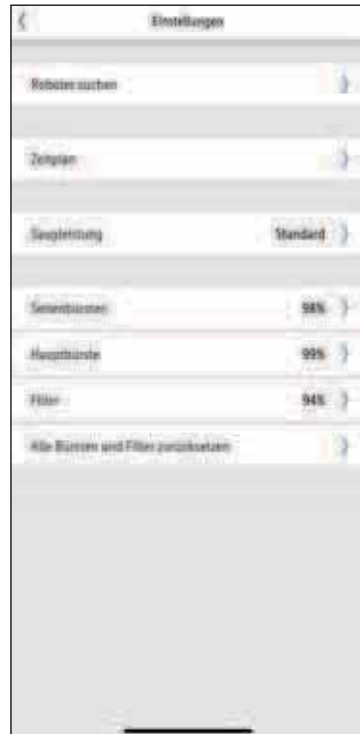 Einstellungen
Roboter suchen
Zeitplan
Saugleistung Standard
Seitenbürsten 98%
Hauptbürste 99%
Filter 94%
Alle Bürsten und Filter zurücksetzen